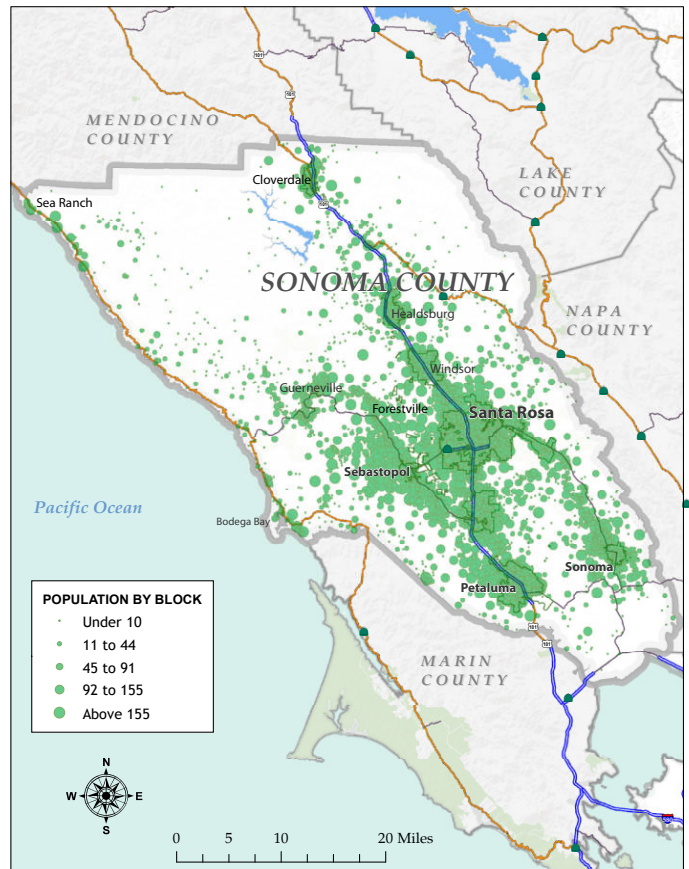 101
MENDOCINO
COUNTY
Cloverdale
LAKE
COUNTY
Sea Ranch
101
SONOMA COUNTY
Healdsburg
NAPA
COUNTY
Windsor
Guerneville
Forestville
Santa Rosa
Sebastopol
Pacific Ocean
Bodega Bay
Sonoma
Petaluma
POPULATION BY BLOCK
Under 10
11 to 44
45 to 91
92 to 155
Above 155
101
101
MARIN
COUNTY
N
W
E
S
0 5 10 20 Miles